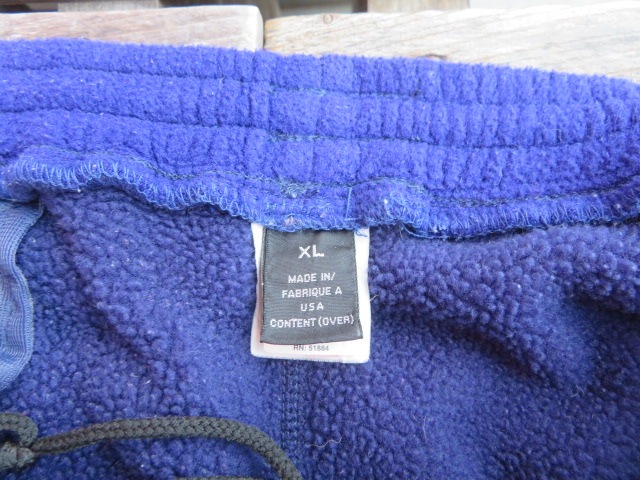 XL
MADE IN/
FABRIQUE A
USA
CONTENT (OVER)
RN: 51884